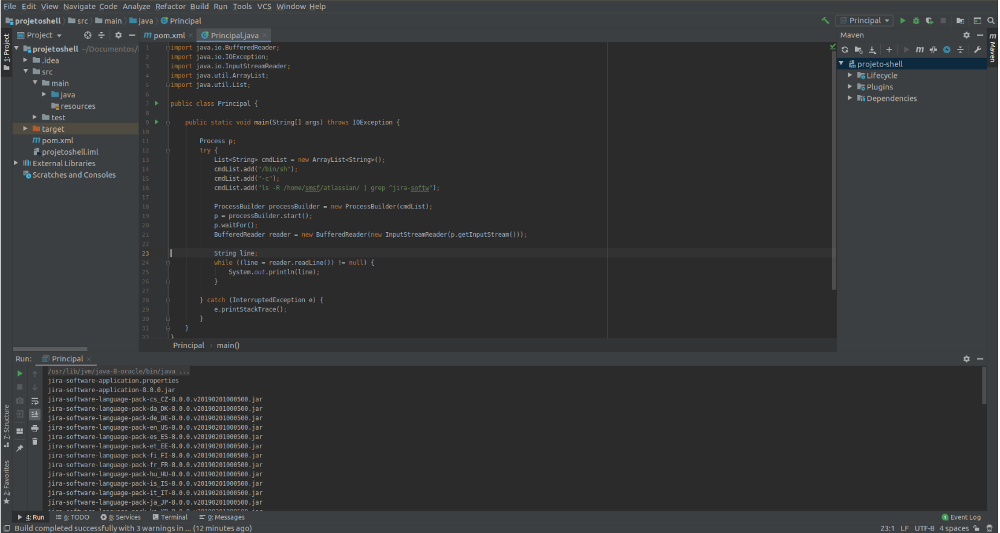 File Edit View Navigate Code Analyze Refactor Build Run Tools VCS Window Help
projetoshell src main java Principal
Principal
1: Project
Project
projetoshell ~/Documentos/
.idea
src
main
java
resources
test
target
pom.xml
projetoshell.iml
External Libraries
Scratches and Consoles
pom.xml Principal.java
1 import java.io.BufferedReader;
2 import java.io.IOException;
3 import java.io.InputStreamReader;
4 import java.util.ArrayList;
5 import java.util.List;
6
7 public class Principal {
8
9 public static void main(String[] args) throws IOException {
10
11 Process p;
12 try {
13 List<String> cmdList = new ArrayList<String>();
14 cmdList.add("/bin/sh");
15 cmdList.add("-c");
16 cmdList.add("ls -R /home/smsf/atlassian/ | grep ^jira-softw");
17
18 ProcessBuilder processBuilder = new ProcessBuilder(cmdList);
19 p = processBuilder.start();
20 p.waitFor();
21 BufferedReader reader = new BufferedReader(new InputStreamReader(p.getInputStream()));
22
23 String line;
24 while ((line = reader.readLine()) != null) {
25 System.out.println(line);
26 }
27
28 } catch (InterruptedException e) {
29 e.printStackTrace();
30 }
31 }
32 }
Principal › main()
Maven
m
projeto-shell
Lifecycle
Plugins
Dependencies
m Maven
Run: Principal
/usr/lib/jvm/java-8-oracle/bin/java ...
jira-software-application.properties
jira-software-application-8.0.0.jar
jira-software-language-pack-cs_CZ-8.0.0.v20190201000500.jar
jira-software-language-pack-da_DK-8.0.0.v20190201000500.jar
jira-software-language-pack-de_DE-8.0.0.v20190201000500.jar
jira-software-language-pack-en_US-8.0.0.v20190201000500.jar
jira-software-language-pack-es_ES-8.0.0.v20190201000500.jar
jira-software-language-pack-et_EE-8.0.0.v20190201000500.jar
jira-software-language-pack-fi_FI-8.0.0.v20190201000500.jar
jira-software-language-pack-fr_FR-8.0.0.v20190201000500.jar
jira-software-language-pack-hu_HU-8.0.0.v20190201000500.jar
jira-software-language-pack-is_IS-8.0.0.v20190201000500.jar
jira-software-language-pack-it_IT-8.0.0.v20190201000500.jar
jira-software-language-pack-ja_JP-8.0.0.v20190201000500.jar
Z: Structure
2: Favorites
4: Run 6: TODO 8: Services Terminal 0: Messages
1 Event Log
Build completed successfully with 3 warnings in ... (12 minutes ago)
23:1 LF UTF-8 4 spaces